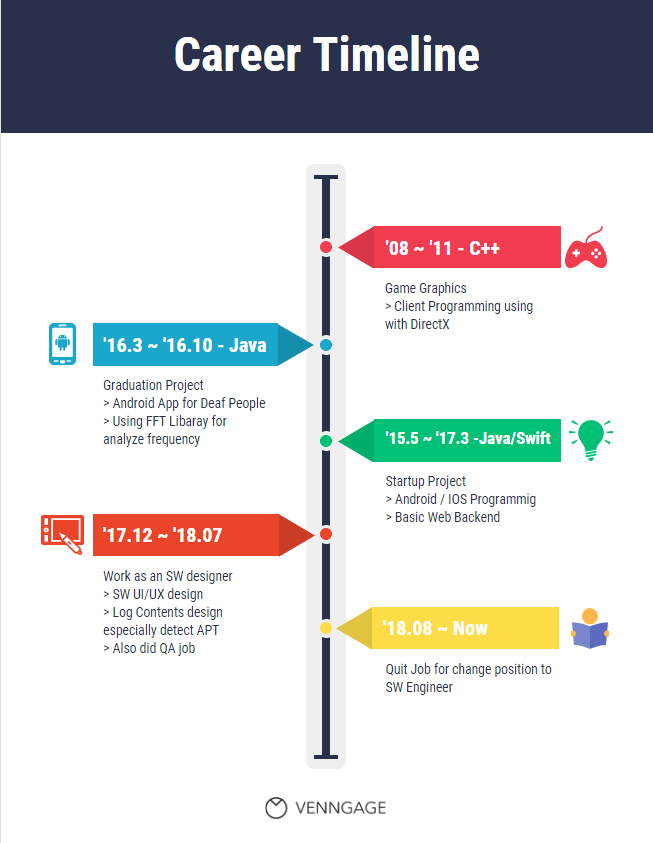 Career Timeline
'08 ~ '11 - C++
Game Graphics
> Client Programming using
with DirectX
'16.3 ~ '16.10 - Java
Graduation Project
> Android App for Deaf People
> Using FFT Libaray for
analyze frequency
'15.5 ~ '17.3 -Java/Swift
Startup Project
> Android / IOS Programmig
> Basic Web Backend
'17.12 ~ '18.07
Work as an SW designer
> SW UI/UX design
> Log Contents design
especially detect APT
> Also did QA job
'18.08 ~ Now
Quit Job for change position to
SW Engineer
VENNGAGE